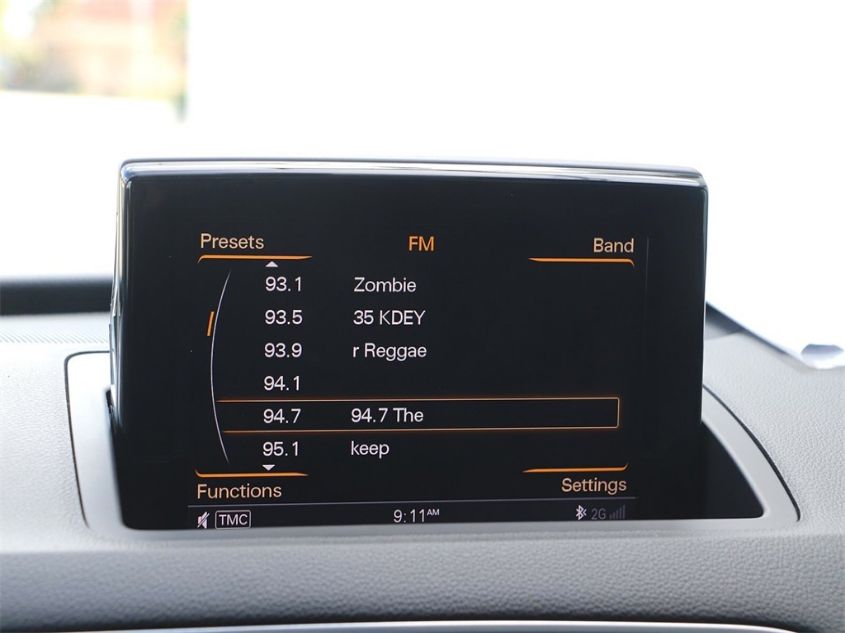 Presets FM Band
93.1 Zombie
93.5 35 KDEY
93.9 r Reggae
94.1
94.7 94.7 The
95.1 keep
Functions Settings
TMC 9:11 AM 2G